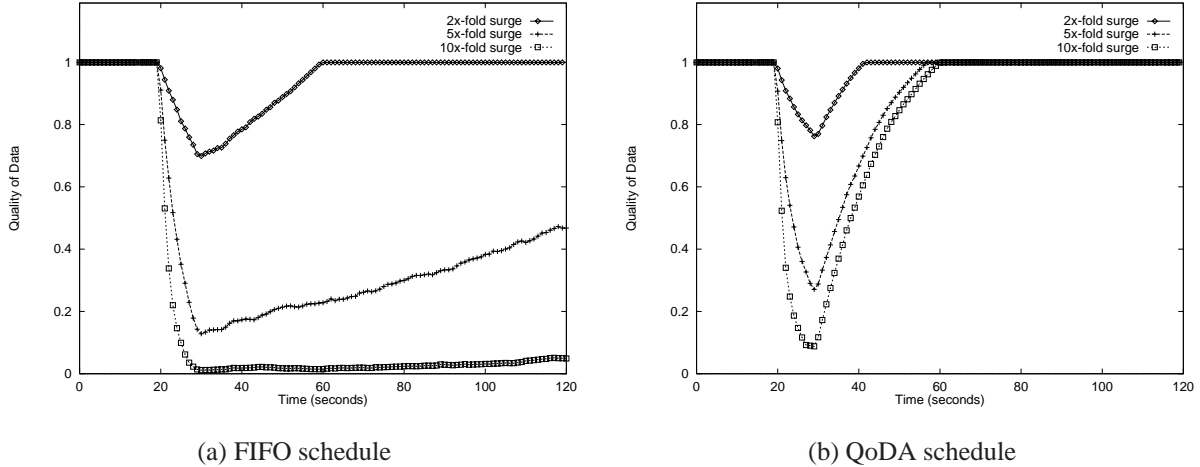 2x-fold surge
5x-fold surge
10x-fold surge
1
0.8
0.6
0.4
0.2
0
Quality of Data
0 20 40 60 80 100 120
Time (seconds)
(a) FIFO schedule
2x-fold surge
5x-fold surge
10x-fold surge
1
0.8
0.6
0.4
0.2
0
Quality of Data
0 20 40 60 80 100 120
Time (seconds)
(b) QoDA schedule